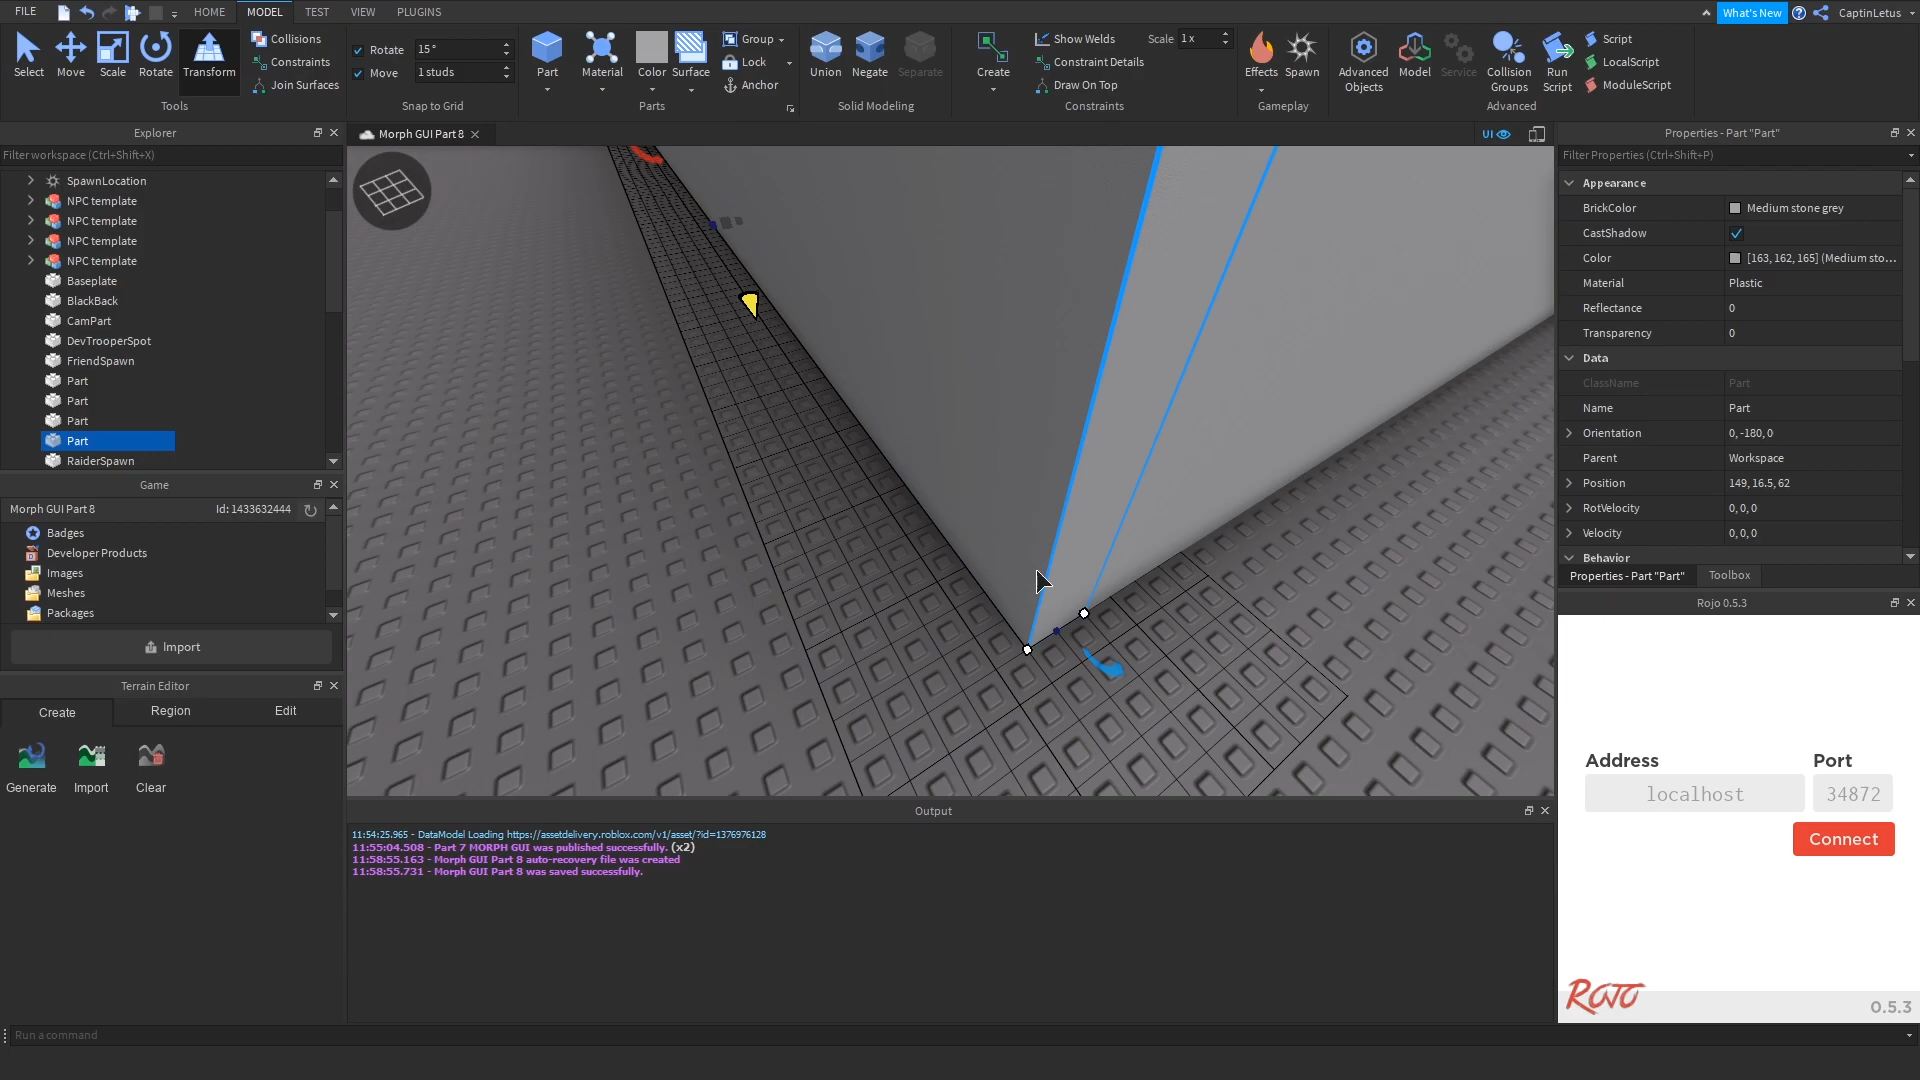 FILE HOME MODEL TEST VIEW PLUGINS What's New CaptinLetus
Select Move Scale Rotate Transform
Collisions
Constraints
Join Surfaces
Tools
Rotate 15°
Move 1 studs
Snap to Grid
Part Material Color Surface
Group
Lock
Anchor
Parts
Union Negate Separate
Solid Modeling
Create
Show Welds
Scale 1 x
Constraint Details
Draw On Top
Constraints
Effects Spawn
Gameplay
Advanced Objects
Model
Service
Collision Groups
Run Script
Script
LocalScript
ModuleScript
Advanced
Explorer
Filter workspace (Ctrl+Shift+X)
SpawnLocation
NPC template
NPC template
NPC template
NPC template
Baseplate
BlackBack
CamPart
DevTrooperSpot
FriendSpawn
Part
Part
Part
Part
RaiderSpawn
Game
Morph GUI Part 8 Id: 1433632444
Badges
Developer Products
Images
Meshes
Packages
Import
Terrain Editor
Create Region Edit
Generate Import Clear
Morph GUI Part 8
UI
Output
11:54:25.965 - DataModel Loading https://assetdelivery.roblox.com/v1/asset/?id=1376976128
11:55:04.508 - Part 7 MORPH GUI was published successfully. (x2)
11:58:55.163 - Morph GUI Part 8 auto-recovery file was created
11:58:55.731 - Morph GUI Part 8 was saved successfully.
Properties - Part "Part"
Filter Properties (Ctrl+Shift+P)
Appearance
BrickColor Medium stone grey
CastShadow
Color [163, 162, 165] (Medium sto...
Material Plastic
Reflectance 0
Transparency 0
Data
ClassName Part
Name Part
Orientation 0, -180, 0
Parent Workspace
Position 149, 16.5, 62
RotVelocity 0, 0, 0
Velocity 0, 0, 0
Behavior
Properties - Part "Part" Toolbox
Rojo 0.5.3
Address Port
localhost 34872
Connect
ROJO 0.5.3
Run a command